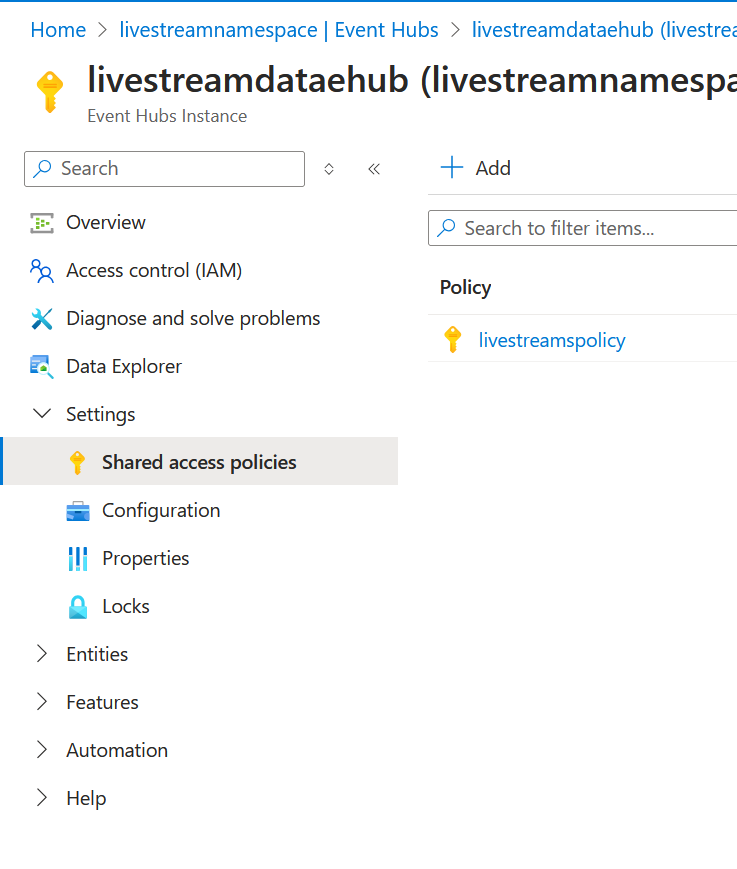 Home > livestreamnamespace | Event Hubs > livestreamdataehub (livestrea
livestreamdataehub (livestreamnamespa
Event Hubs Instance
Search
Add
Search to filter items...
Overview
Access control (IAM)
Diagnose and solve problems
Data Explorer
Settings
Shared access policies
Configuration
Properties
Locks
Entities
Features
Automation
Help
Policy
livestreamspolicy